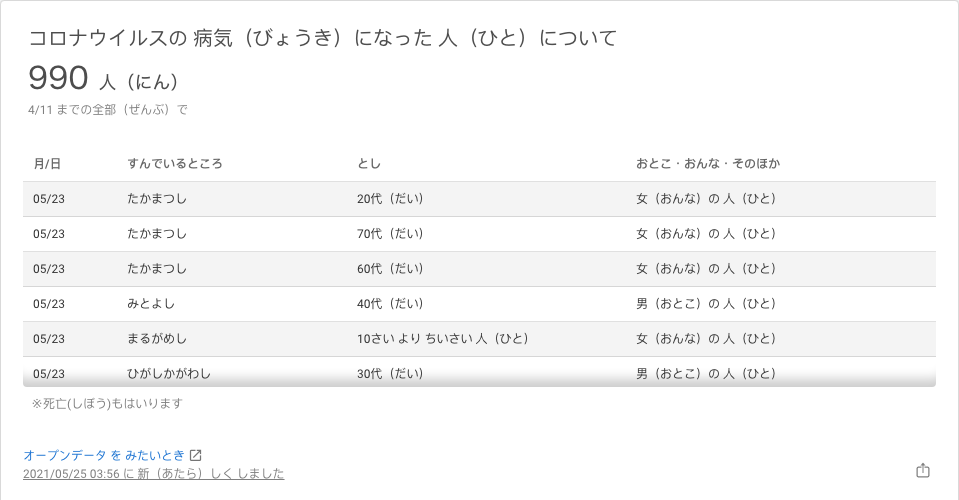 コロナウイルスの 病気（びょうき）になった 人（ひと）について
990 人（にん）
4/11 までの全部（ぜんぶ）で
月/日 すんでいるところ とし おとこ・おんな・そのほか
05/23 たかまつし 20代（だい） 女（おんな）の 人（ひと）
05/23 たかまつし 70代（だい） 女（おんな）の 人（ひと）
05/23 たかまつし 60代（だい） 女（おんな）の 人（ひと）
05/23 みとよし 40代（だい） 男（おとこ）の 人（ひと）
05/23 まるがめし 10さい より ちいさい 人（ひと） 女（おんな）の 人（ひと）
05/23 ひがしかがわし 30代（だい） 男（おとこ）の 人（ひと）
※死亡(しぼう)もはいります
オープンデータ を みたいとき
2021/05/25 03:56 に 新（あたら）しく しました